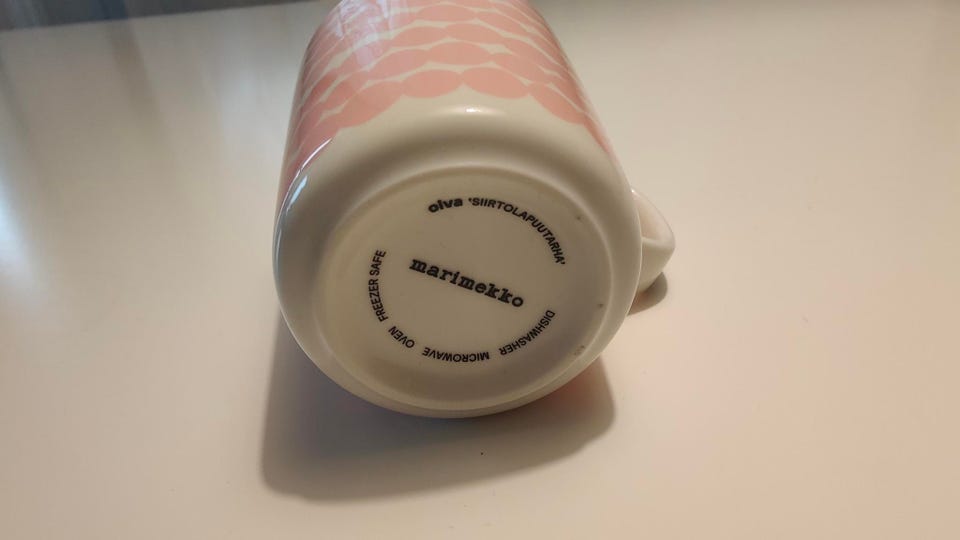 oiva 'SIIRTOLAPUUTARHA'
marimekko
DISHWASHER MICROWAVE OVEN FREEZER SAFE